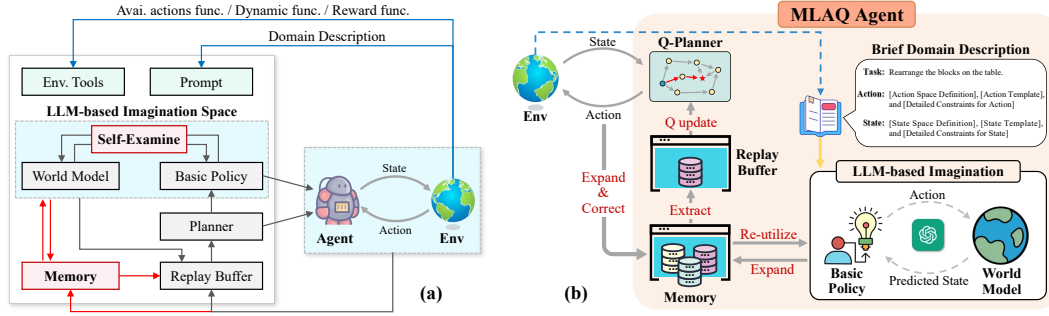 Avai. actions func. / Dynamic func. / Reward func.
Domain Description
Env. Tools
Prompt
LLM-based Imagination Space
Self-Examine
World Model
Basic Policy
Planner
Memory
Replay Buffer
State
Agent
Action
Env
(a)
MLAQ Agent
State
Env
Action
Q-Planner
Q update
Replay
Buffer
Expand
&
Correct
Extract
Memory
Re-utilize
Expand
(b)
Brief Domain Description
Task: Rearrange the blocks on the table.
Action: [Action Space Definition], [Action Template],
and [Detailed Constraints for Action]
State: [State Space Definition], [State Template],
and [Detailed Constraints for State]
LLM-based Imagination
Action
Basic
Policy
Predicted State
World
Model